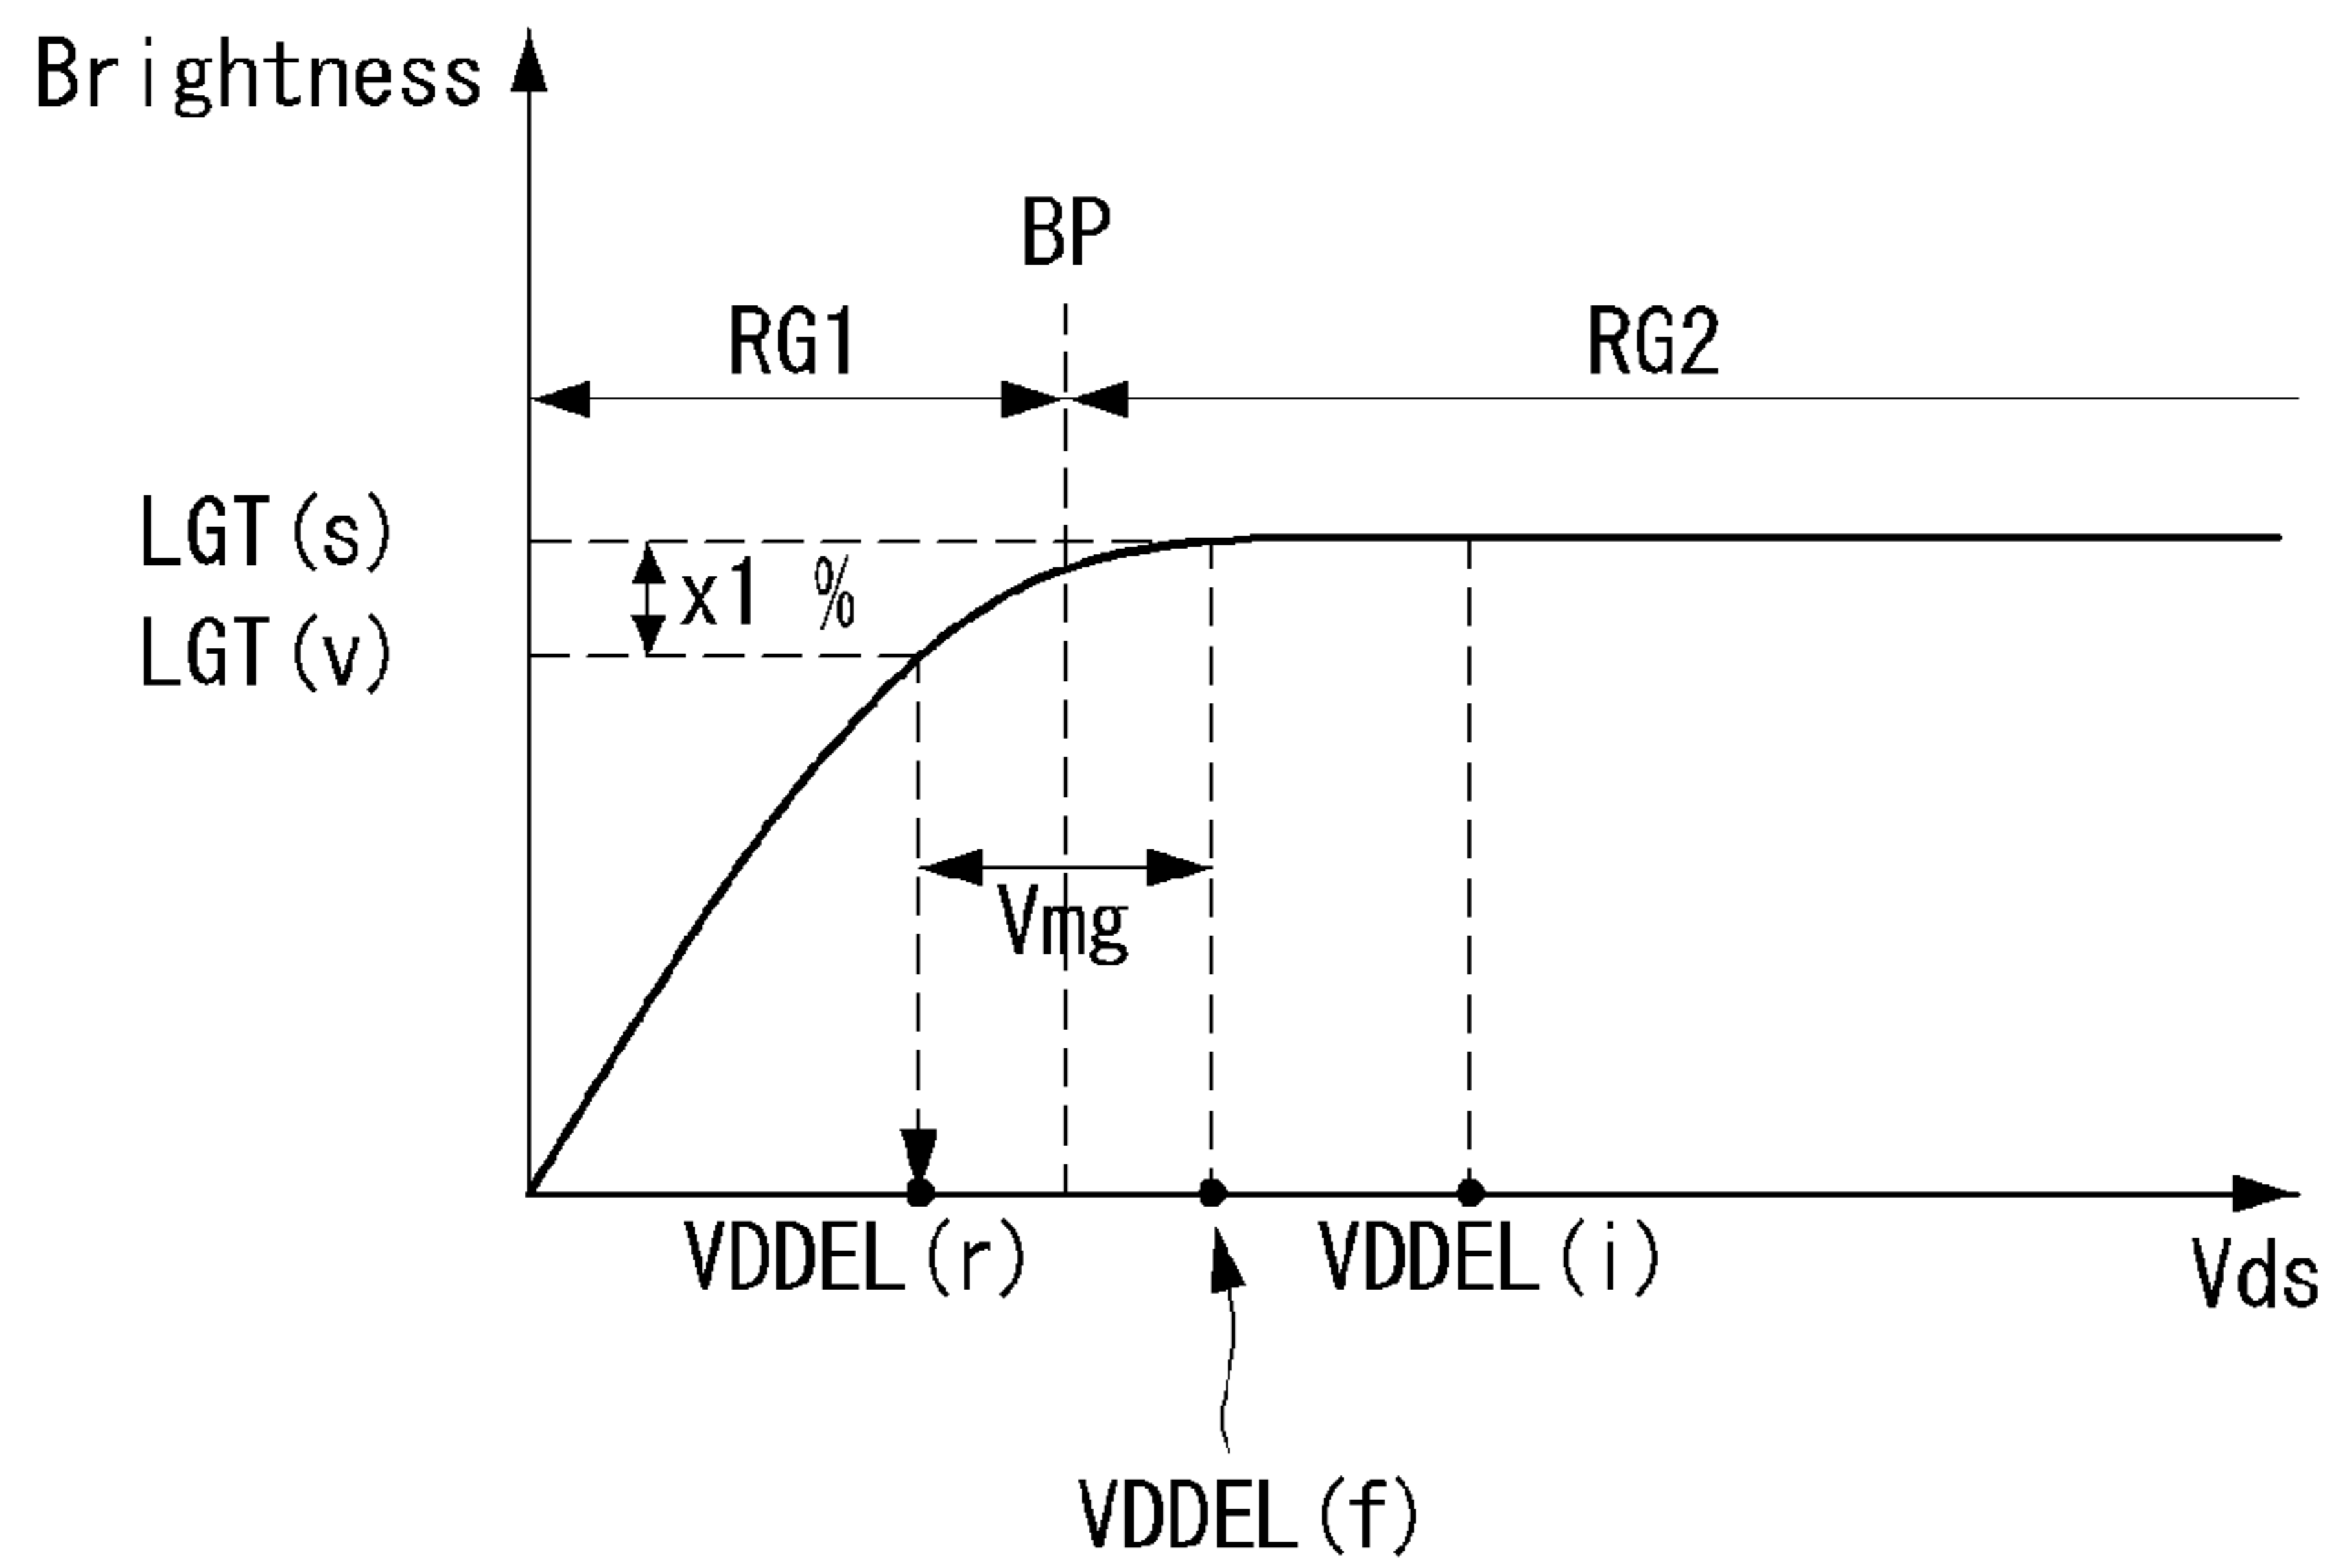 Brightness
BP
RG1
RG2
LGT(s)
x1 %
LGT(v)
Vmg
VDDEL(r)
VDDEL(i)
Vds
VDDEL(f)